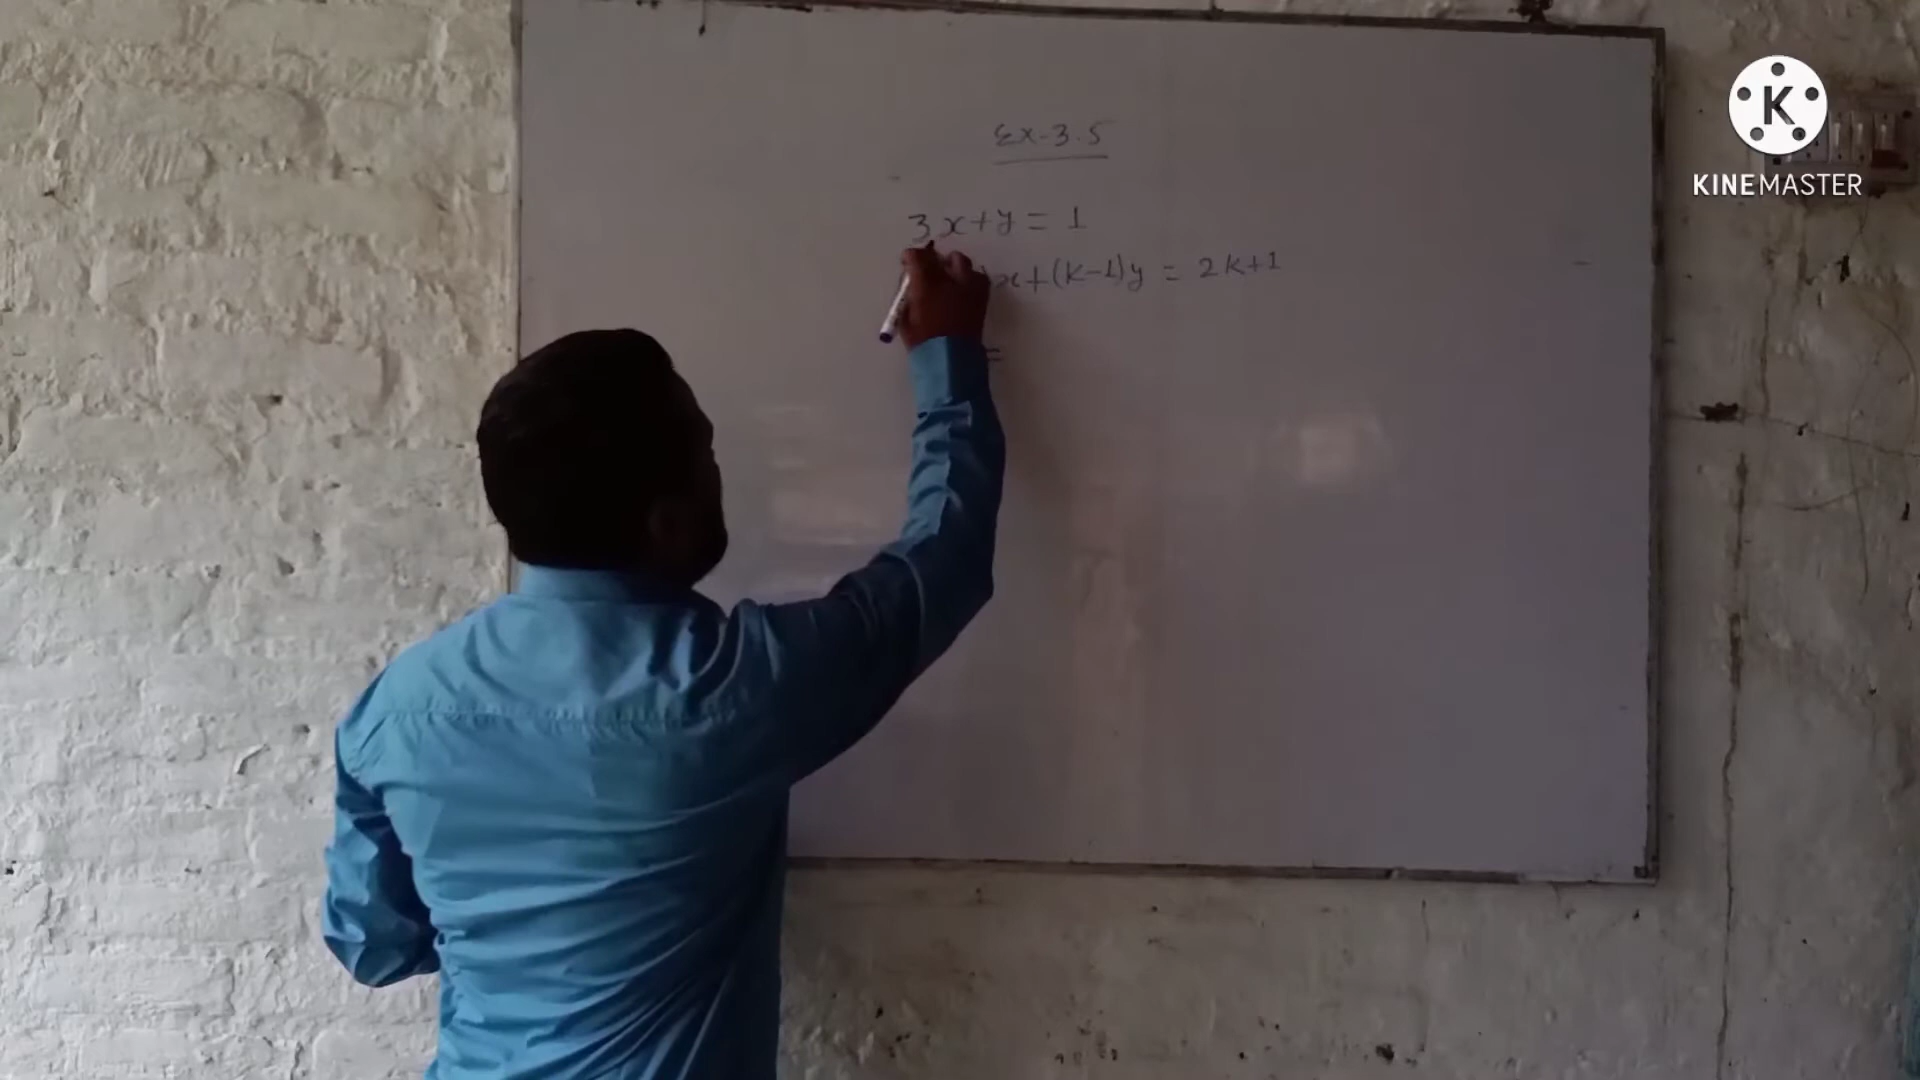 Ex-3.5
3x+y = 1
)x+(k-1)y = 2k+1
=
K
KINEMASTER